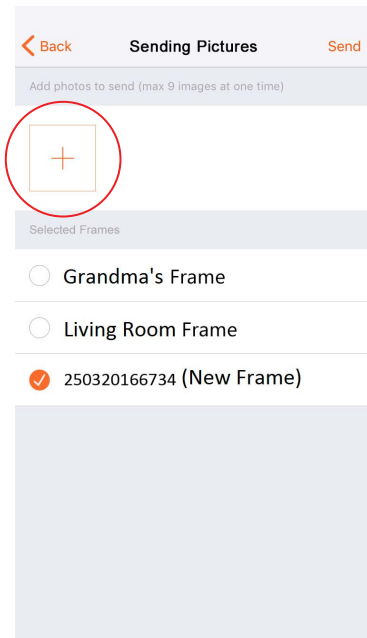 Back Sending Pictures Send
Add photos to send (max 9 images at one time)
Selected Frames
Grandma's Frame
Living Room Frame
250320166734 (New Frame)